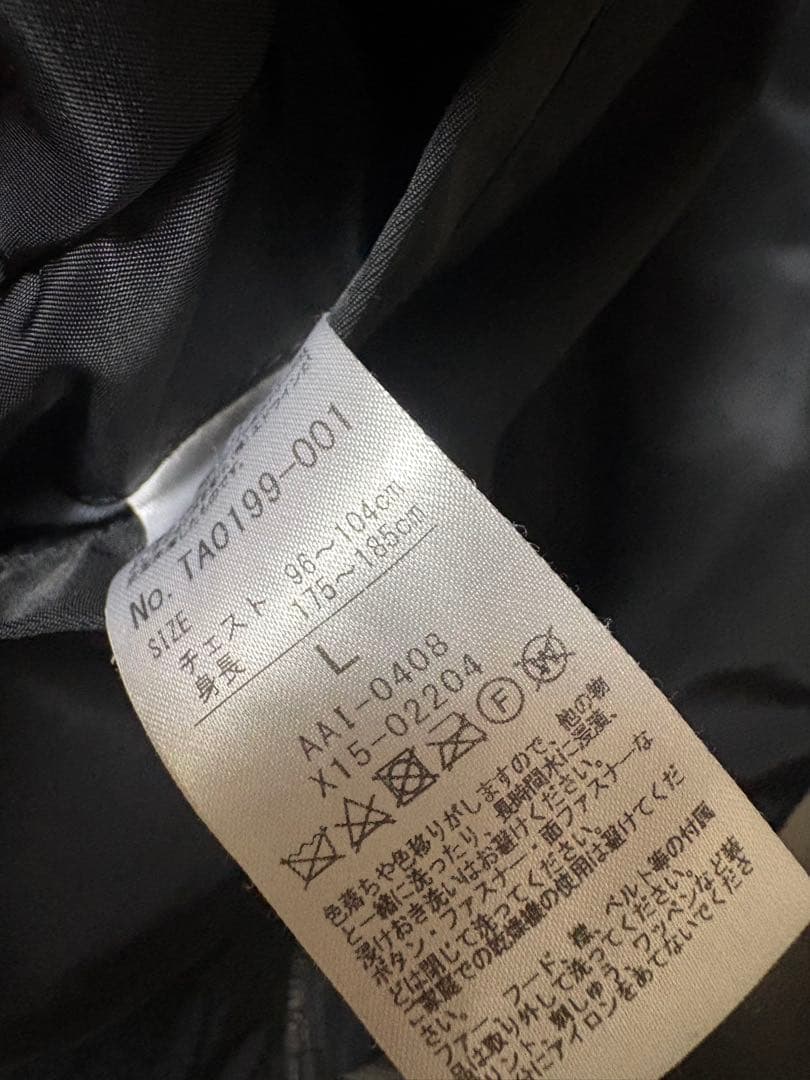 No. TA0199-001
SIZE
チェスト 96～104cm
身長 175～185cm
L
AA1-0408
X15-02204
F
色落ちや色移りがしますので、他の物
と一緒に洗ったり、長時間水に浸漬、
浸けおき洗いはお避けください。
ボタン・ファスナー・面ファスナーな
どは閉じて洗ってください。
ご家庭での乾燥機の使用は避けてくだ
さい。
ファー、フード、襟、ベルト等の付属
品は取り外して洗ってください。
リント、刺しゅう、ワッペンなど装
分にアイロンをあてないでくださ